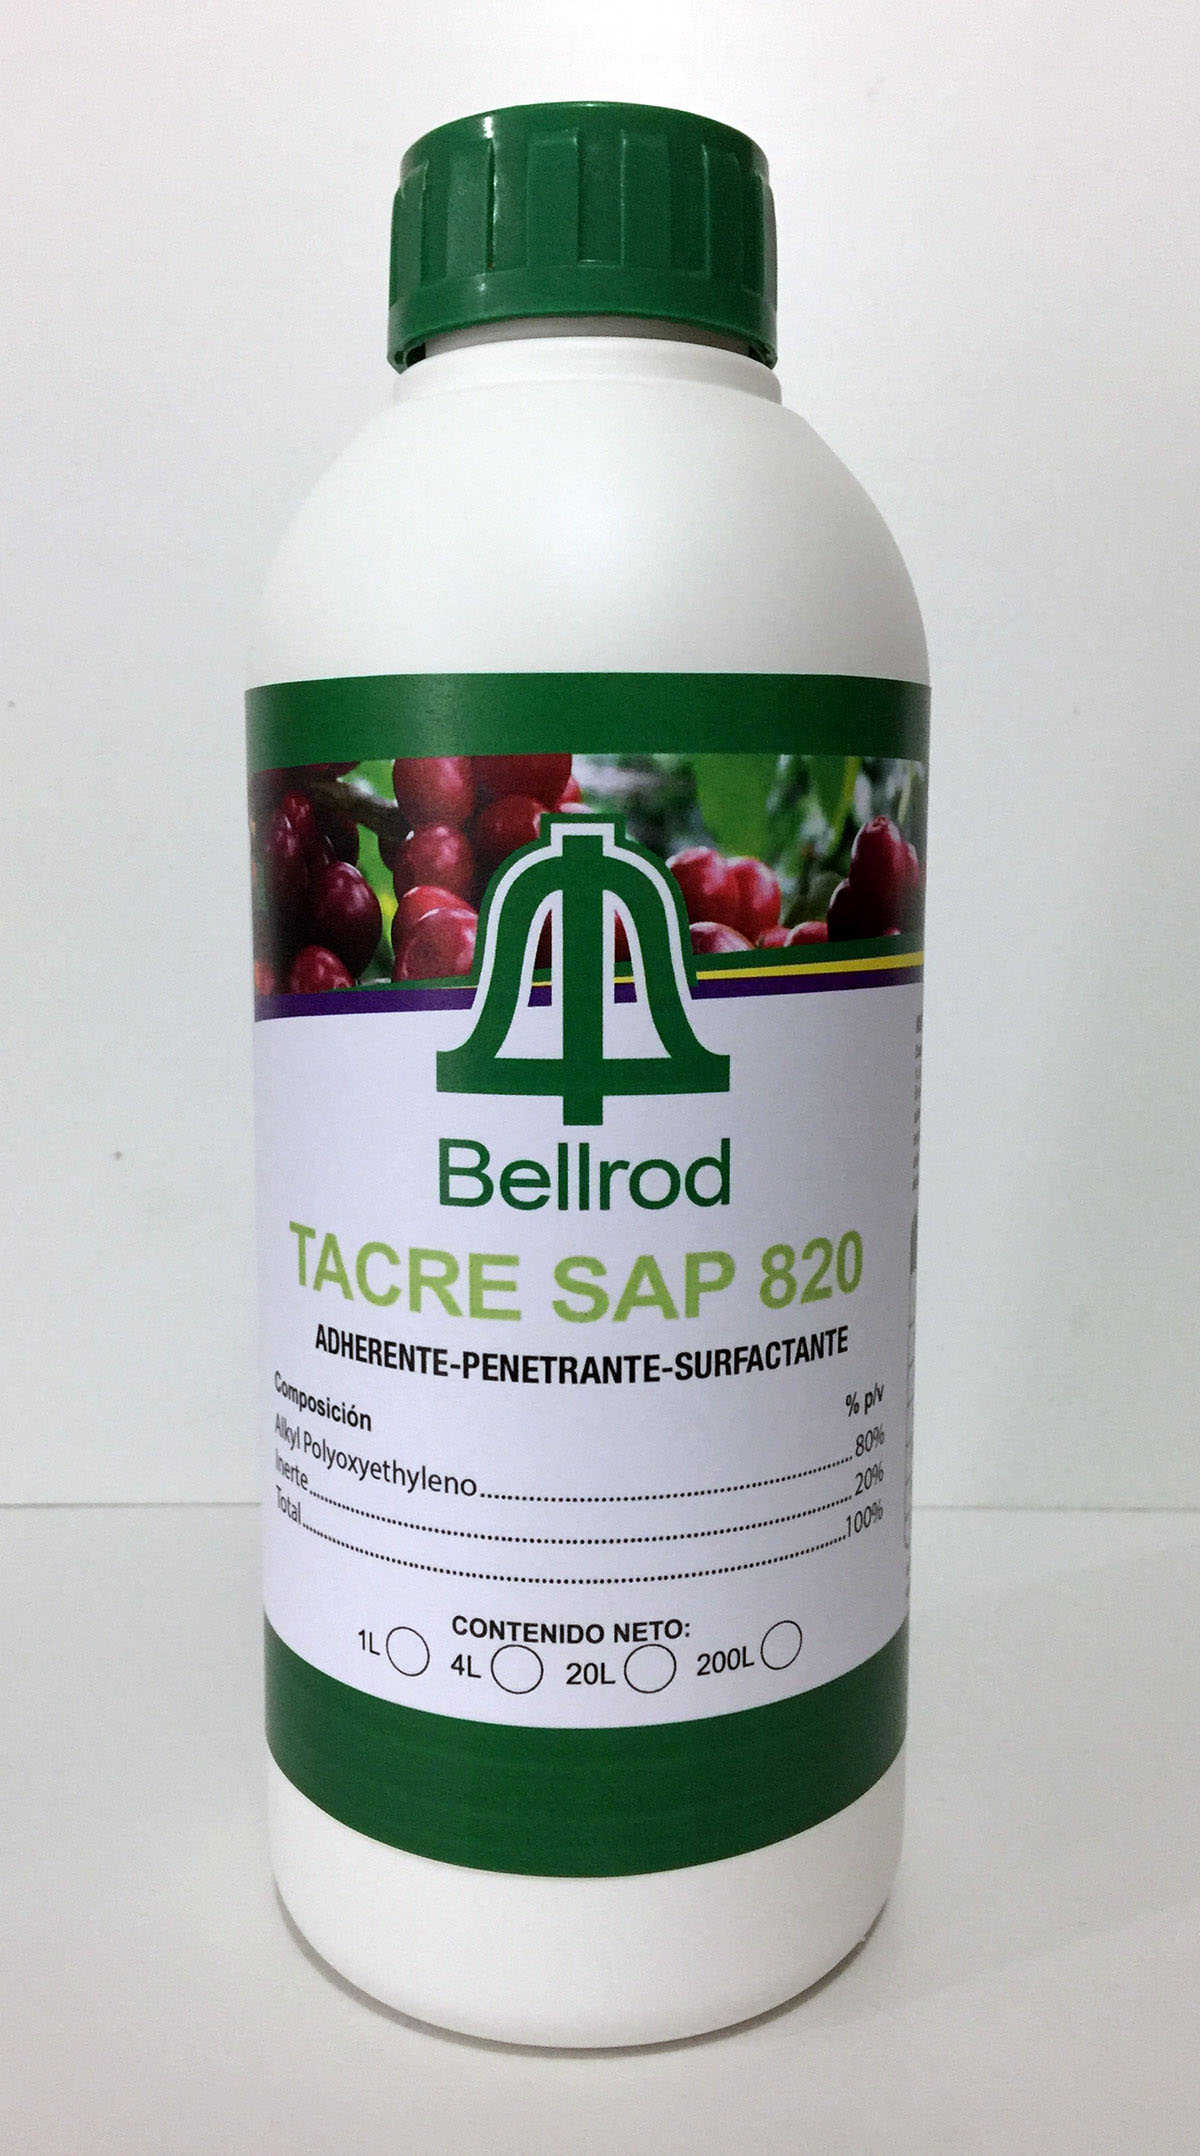 Bellrod
TACRE SAP 820
ADHERENTE-PENETRANTE-SURFACTANTE
Composición % p/v
Alkyl Polyoxyethyleno 80%
Inerte 20%
Total 100%
CONTENIDO NETO:
1L 4L 20L 200L